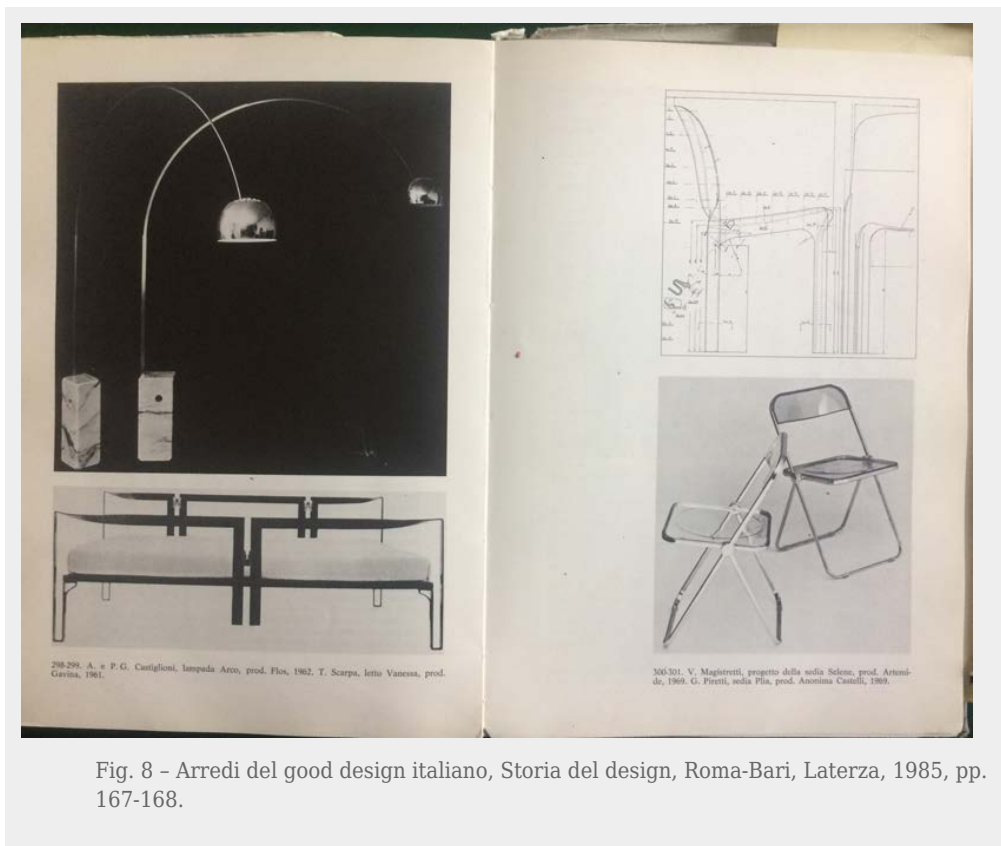 298-299. A. e P. G. Castiglioni, lampada Arco, prod. Flos, 1962. T. Scarpa, letto Vanessa, prod.
Gavina, 1961.
300-301. V. Magistretti, progetto della sedia Selene, prod. Artemi-
de, 1969. G. Piretti, sedia Plia, prod. Anonima Castelli, 1969.
Fig. 8 – Arredi del good design italiano, Storia del design, Roma-Bari, Laterza, 1985, pp.
167-168.